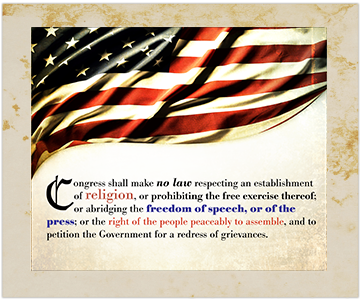 Congress shall make no law respecting an establishment
of religion, or prohibiting the free exercise thereof;
or abridging the freedom of speech, or of the
press; or the right of the people peaceably to assemble, and to
petition the Government for a redress of grievances.